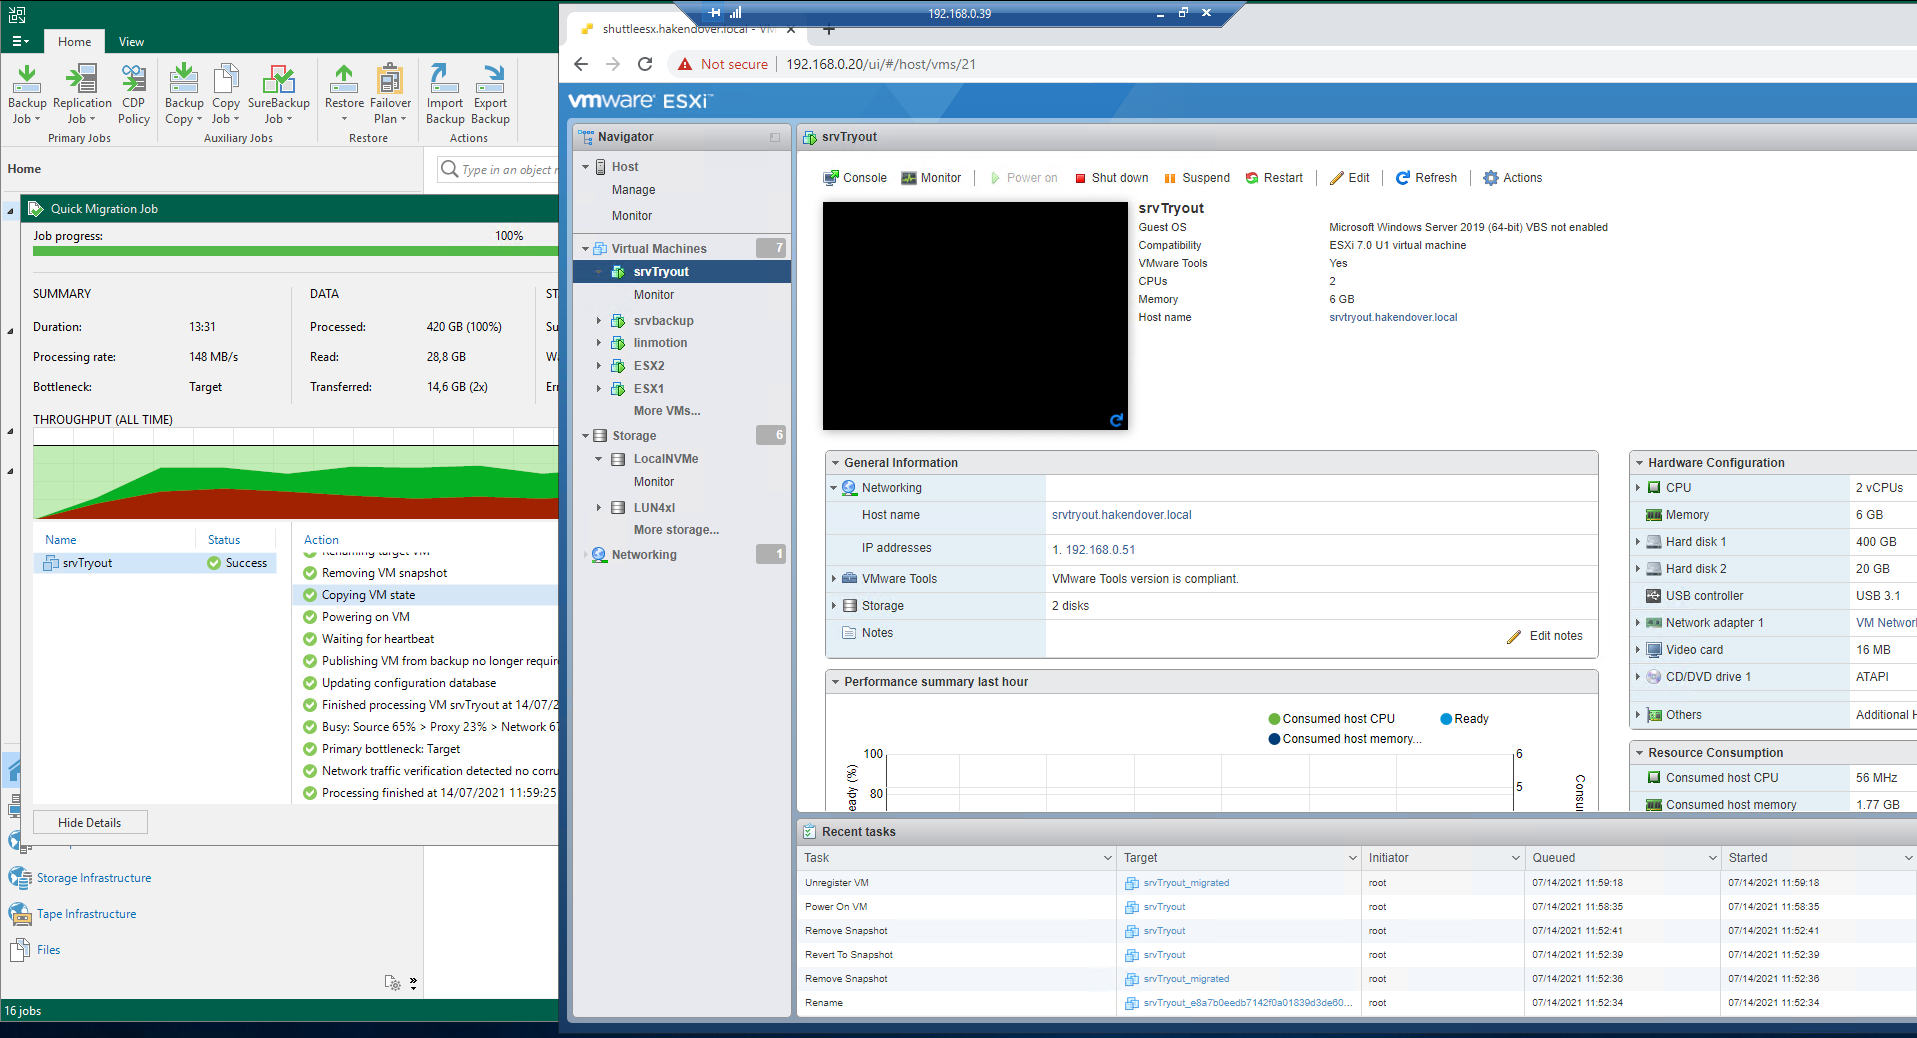 192.168.0.39
Home
View
Backup Job
Replication Job
CDP Policy
Backup Copy
Copy Job
SureBackup Job
Restore
Failover Plan
Import Backup
Export Backup
Primary Jobs
Auxiliary Jobs
Restore
Actions
Home
Type in an object
Quick Migration Job
Job progress:
100%
SUMMARY
DATA
Duration:
13:31
Processed:
420 GB (100%)
Processing rate:
148 MB/s
Read:
28,8 GB
Bottleneck:
Target
Transferred:
14,6 GB (2x)
THROUGHPUT (ALL TIME)
Name
Status
Action
srvTryout
Success
Renaming target VM
Removing VM snapshot
Copying VM state
Powering on VM
Waiting for heartbeat
Publishing VM from backup no longer
Updating configuration database
Finished processing VM srvTryout at 14/07/2
Busy: Source 65% > Proxy 23% > Network
Primary bottleneck: Target
Network traffic verification detected no
Processing finished at 14/07/2021 11:59:25
Hide Details
Storage Infrastructure
Tape Infrastructure
Files
16 jobs
shuttleesx.hakendover.local - VM
Not secure
192.168.0.20/ui/#/host/vms/21
vmware ESXi
Navigator
Host
Manage
Monitor
Virtual Machines
7
srvTryout
Monitor
srvbackup
linmotion
ESX2
ESX1
More VMs...
Storage
6
LocalNVMe
Monitor
LUN4xl
More storage...
Networking
1
srvTryout
Console
Monitor
Power on
Shut down
Suspend
Restart
Edit
Refresh
Actions
srvTryout
Guest OS
Microsoft Windows Server 2019 (64-bit) VBS not enabled
Compatibility
ESXi 7.0 U1 virtual machine
VMware Tools
Yes
CPUs
2
Memory
6 GB
Host name
srvtryout.hakendover.local
General Information
Networking
Host name
srvtryout.hakendover.local
IP addresses
1. 192.168.0.51
VMware Tools
VMware Tools version is compliant.
Storage
2 disks
Notes
Edit notes
Performance summary last hour
Consumed host CPU
Ready
Consumed host memory...
100
80
6
5
Hardware Configuration
CPU
2 vCPUs
Memory
6 GB
Hard disk 1
400 GB
Hard disk 2
20 GB
USB controller
USB 3.1
Network adapter 1
VM Networ
Video card
16 MB
CD/DVD drive 1
ATAPI
Others
Additional
Resource Consumption
Consumed host CPU
56 MHz
Consumed host memory
1.77 GB
Recent tasks
Task
Target
Initiator
Queued
Started
Unregister VM
srvTryout_migrated
root
07/14/2021 11:59:18
07/14/2021 11:59:18
Power On VM
srvTryout
root
07/14/2021 11:58:35
07/14/2021 11:58:35
Remove Snapshot
srvTryout
root
07/14/2021 11:52:41
07/14/2021 11:52:41
Revert To Snapshot
srvTryout
root
07/14/2021 11:52:39
07/14/2021 11:52:39
Remove Snapshot
srvTryout_migrated
root
07/14/2021 11:52:36
07/14/2021 11:52:36
Rename
srvTryout_e8a7b0eedb7142f0a01839d3de60...
root
07/14/2021 11:52:34
07/14/2021 11:52:34